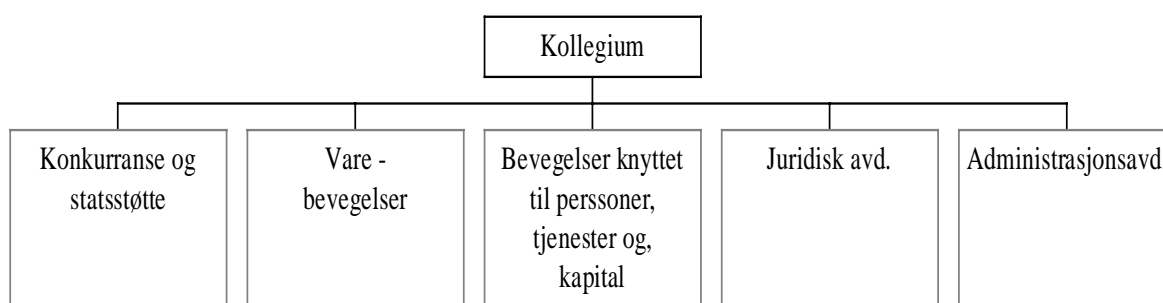 Kollegium
Konkurranse og
statsstøtte
Vare -
bevegelser
Bevegelser knyttet
til perssoner,
tjenester og,
kapital
Juridisk avd.
Administrasjonsavd